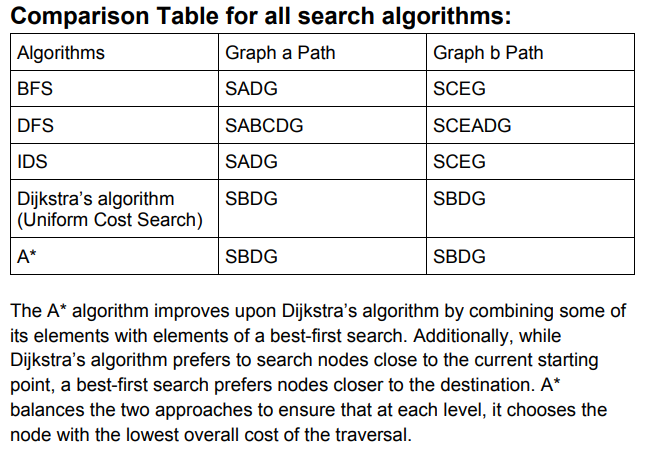 Comparison Table for all search algorithms:
Algorithms Graph a Path Graph b Path
BFS SADG SCEG
DFS SABCDG SCEADG
IDS SADG SCEG
Dijkstra’s algorithm SBDG SBDG
(Uniform Cost Search)
A* SBDG SBDG
The A* algorithm improves upon Dijkstra’s algorithm by combining some of
its elements with elements of a best-first search. Additionally, while
Dijkstra’s algorithm prefers to search nodes close to the current starting
point, a best-first search prefers nodes closer to the destination. A*
balances the two approaches to ensure that at each level, it chooses the
node with the lowest overall cost of the traversal.